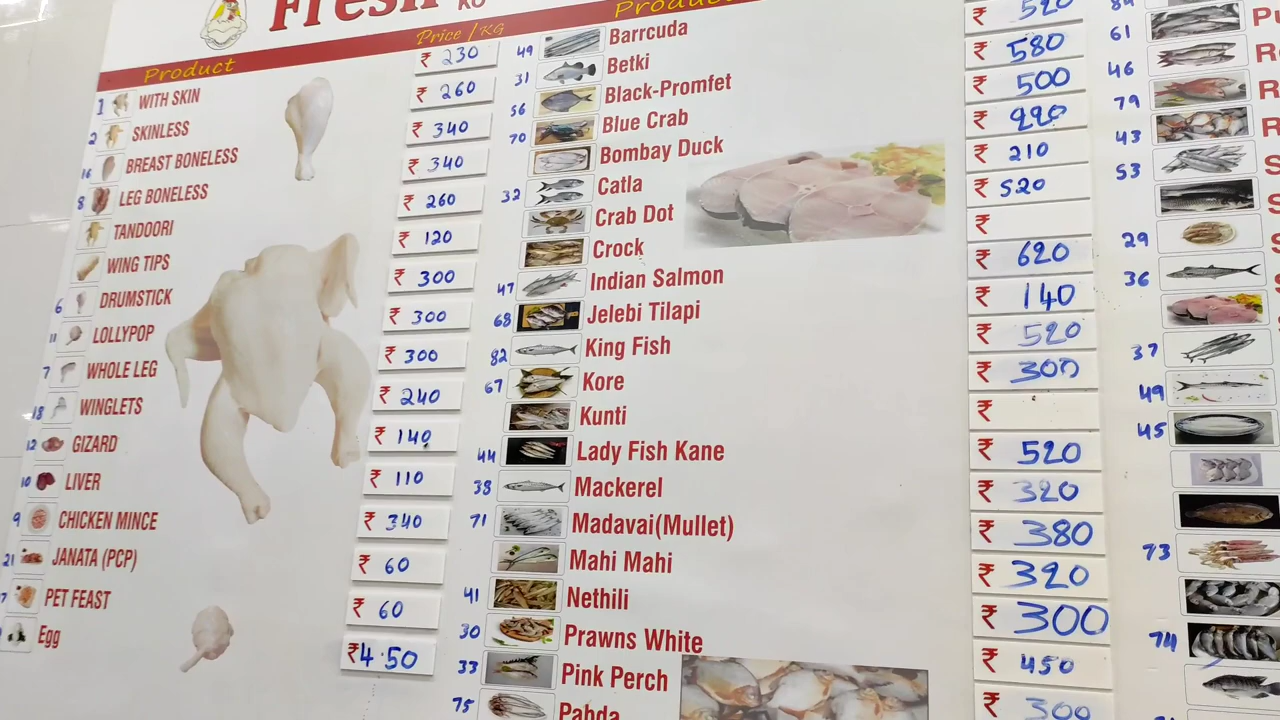 Fresh
Product Price / KG
1 WITH SKIN ₹ 230
2 SKINLESS ₹ 260
16 BREAST BONELESS ₹ 340
8 LEG BONELESS ₹ 340
TANDOORI ₹ 260
WING TIPS ₹ 120
6 DRUMSTICK ₹ 300
11 LOLLYPOP ₹ 300
7 WHOLE LEG ₹ 300
18 WINGLETS ₹ 240
12 GIZARD ₹ 140
10 LIVER ₹ 110
9 CHICKEN MINCE ₹ 340
21 JANATA (PCP) ₹ 60
7 PET FEAST ₹ 60
Egg ₹4.50
Product
49 Barrcuda
31 Betki
56 Black-Promfet
70 Blue Crab
Bombay Duck
32 Catla
Crab Dot
Crock
47 Indian Salmon
68 Jelebi Tilapi
82 King Fish
67 Kore
Kunti
44 Lady Fish Kane
38 Mackerel
71 Madavai(Mullet)
Mahi Mahi
41 Nethili
30 Prawns White
33 Pink Perch
75 Pabda
₹ 520
₹ 580
₹ 500
₹ 220
₹ 210
₹ 520
₹
₹ 620
₹ 140
₹ 520
₹ 300
₹
₹ 520
₹ 320
₹ 380
₹ 320
₹ 300
₹ 450
₹ 300
61
46
79
43
53
29
36
37
49
45
73
74